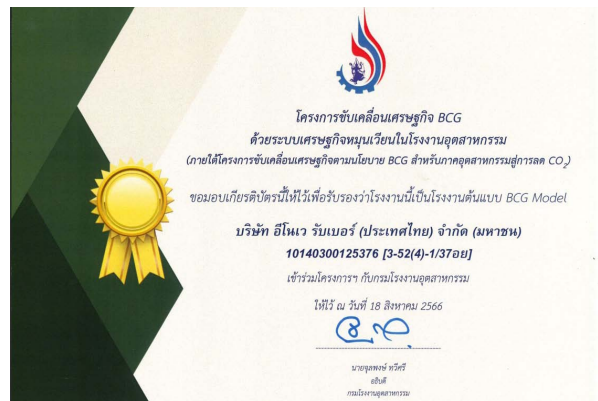 โครงการขับเคลื่อนเศรษฐกิจ BCG
ด้วยระบบเศรษฐกิจหมุนเวียนในโรงงานอุตสาหกรรม
(ภายใต้โครงการขับเคลื่อนเศรษฐกิจตามนโยบาย BCG สำหรับภาคอุตสาหกรรมสู่การลด CO₂)
ขอมอบเกียรติบัตรนี้ให้ไว้เพื่อรับรองว่าโรงงานนี้เป็นโรงงานต้นแบบ BCG Model
บริษัท อีโนเว รับเบอร์ (ประเทศไทย) จำกัด (มหาชน)
10140300125376 [3-52(4)-1/37อย]
เข้าร่วมโครงการฯ กับกรมโรงงานอุตสาหกรรม
ให้ไว้ ณ วันที่ 18 สิงหาคม 2566
นายจุลพงษ์ ทวีศรี
อธิบดี
กรมโรงงานอุตสาหกรรม